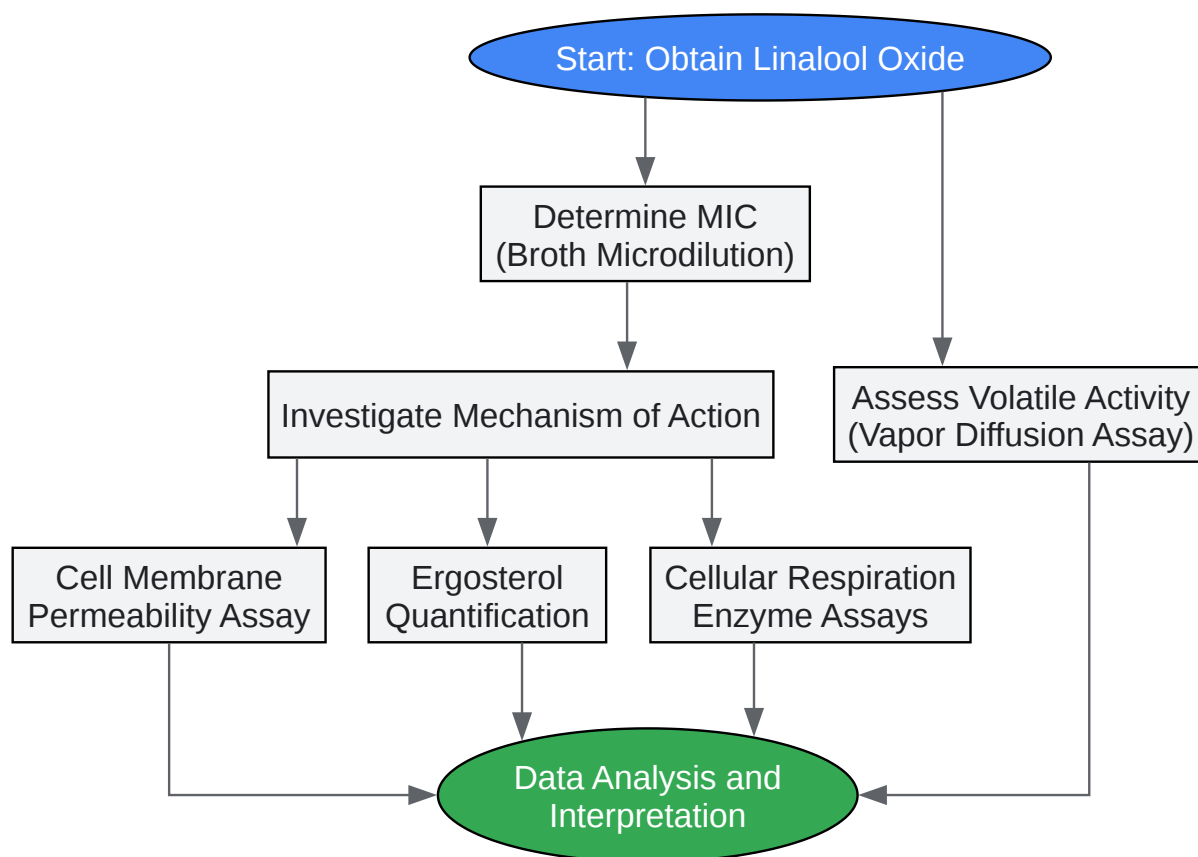 Start: Obtain Linalool Oxide
Determine MIC
(Broth Microdilution)
Investigate Mechanism of Action
Assess Volatile Activity
(Vapor Diffusion Assay)
Cell Membrane
Permeability Assay
Ergosterol
Quantification
Cellular Respiration
Enzyme Assays
Data Analysis and
Interpretation